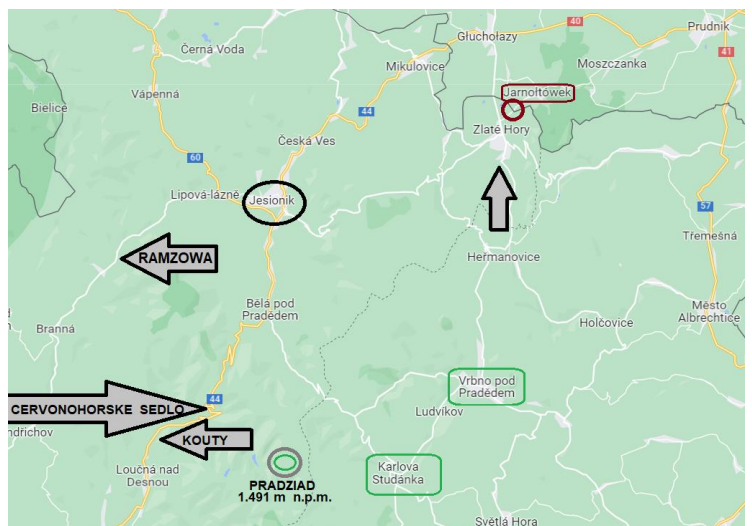 Głuchołazy
40
Prudnik
Černá Voda
Mikulovice
Moszczanka
41
Bielice
Vápenná
Jarnołtówek
44
Zlaté Hory
Česká Ves
60
Lipová-lázně
Jesionik
57
Třemešná
RAMZOWA
Heřmanovice
Bělá pod
Pradědem
Město
Albrechtice
Branná
Holčovice
Vrbno pod
Pradědem
44
CERVONOHORSKE SEDLO
Ludvíkov
ndřichov
KOUTY
Loučná nad
Desnou
Karlova
Studánka
PRADZIAD
1.491 m n.p.m.
Světlá Hora